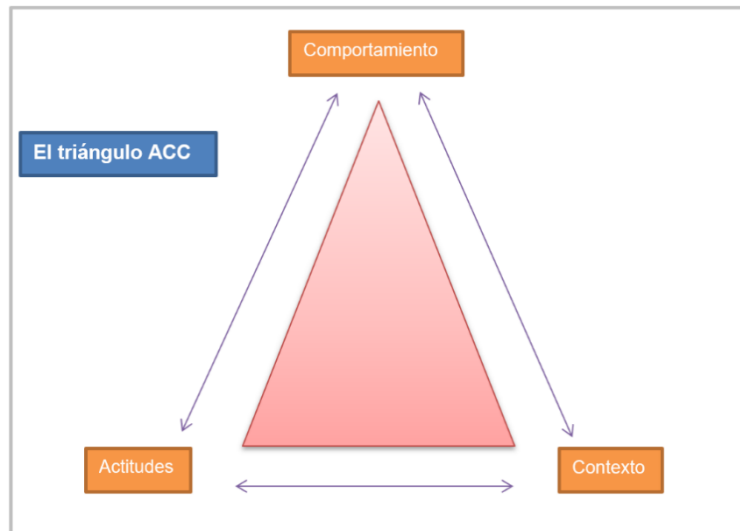 Comportamiento
El triángulo ACC
Actitudes
Contexto